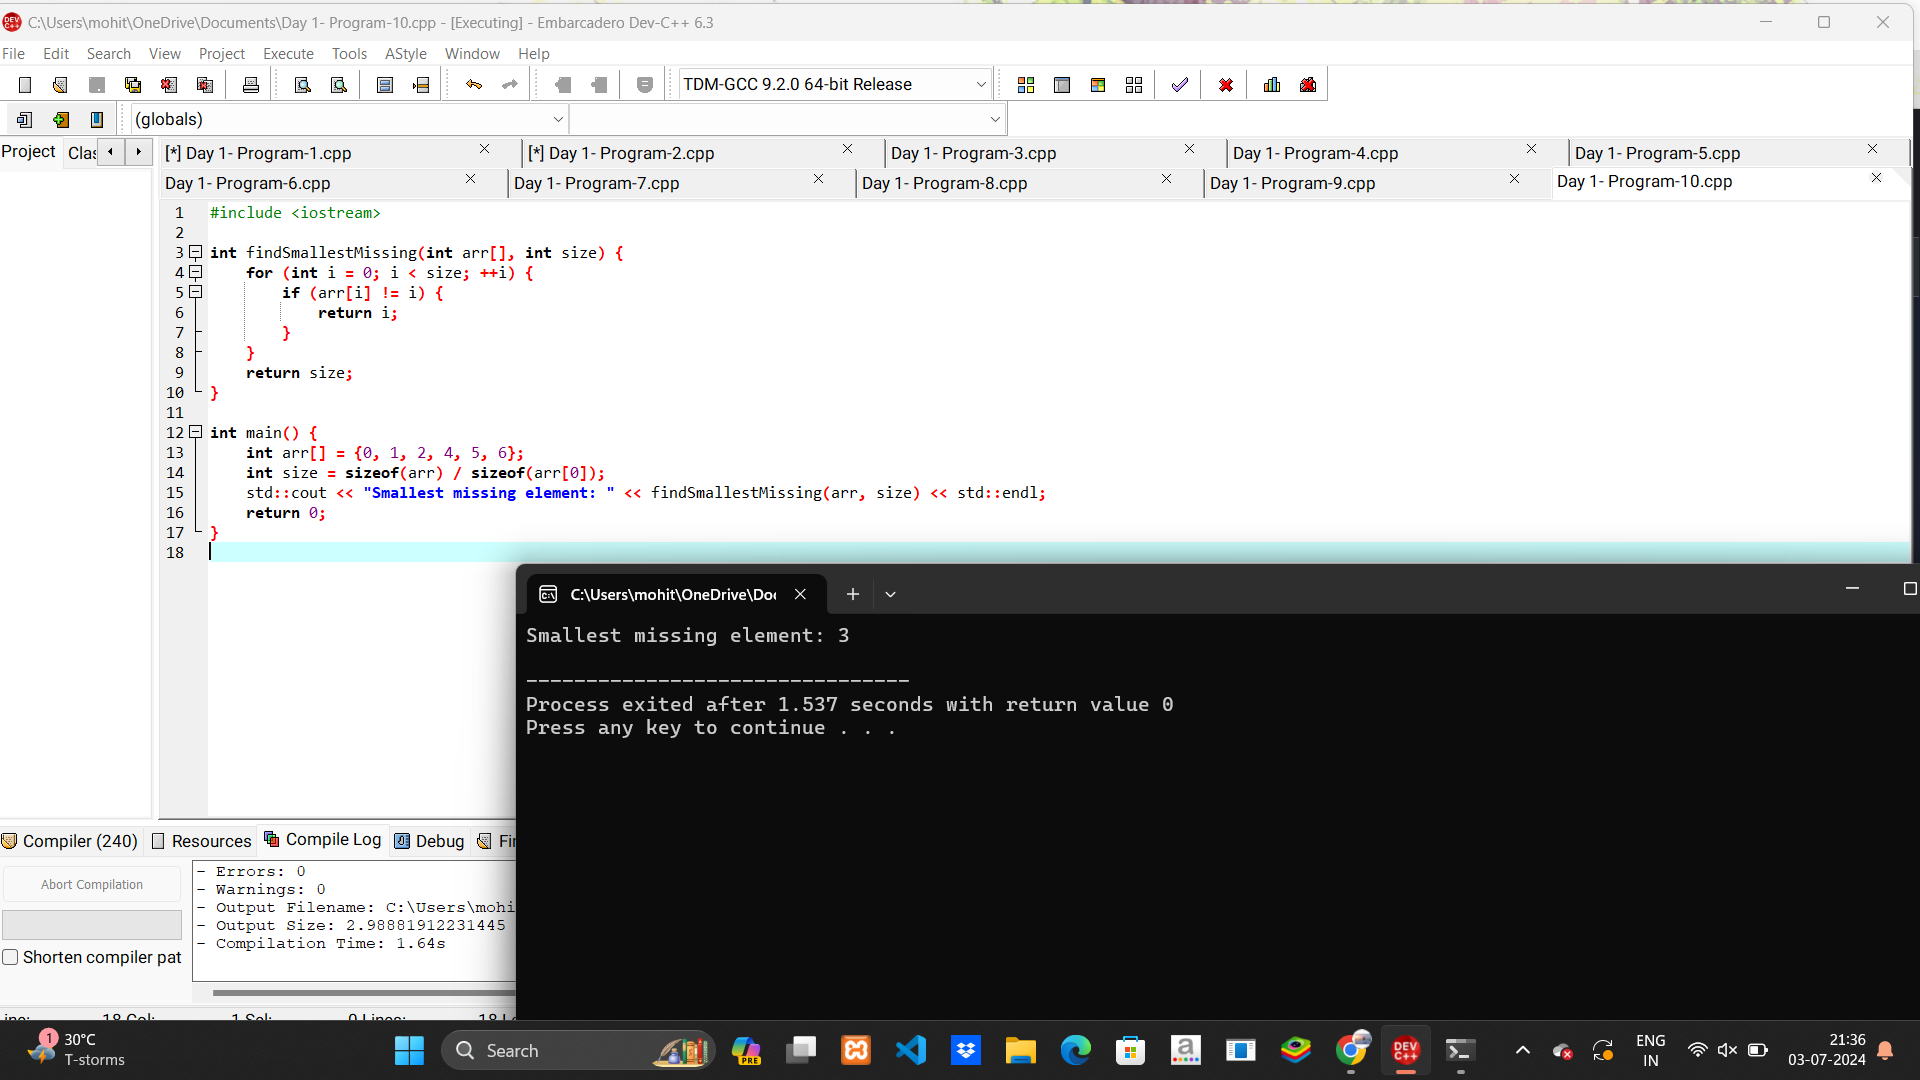 C:\Users\mohit\OneDrive\Documents\Day 1- Program-10.cpp - [Executing] - Embarcadero Dev-C++ 6.3
File Edit Search View Project Execute Tools AStyle Window Help
TDM-GCC 9.2.0 64-bit Release
(globals)
Project Clas
[*] Day 1- Program-1.cpp [*] Day 1- Program-2.cpp Day 1- Program-3.cpp Day 1- Program-4.cpp Day 1- Program-5.cpp
Day 1- Program-6.cpp Day 1- Program-7.cpp Day 1- Program-8.cpp Day 1- Program-9.cpp Day 1- Program-10.cpp
1 #include <iostream>
2
3 int findSmallestMissing(int arr[], int size) {
4 for (int i = 0; i < size; ++i) {
5 if (arr[i] != i) {
6 return i;
7 }
8 }
9 return size;
10 }
11
12 int main() {
13 int arr[] = {0, 1, 2, 4, 5, 6};
14 int size = sizeof(arr) / sizeof(arr[0]);
15 std::cout << "Smallest missing element: " << findSmallestMissing(arr, size) << std::endl;
16 return 0;
17 }
18
C:\Users\mohit\OneDrive\Doc
Smallest missing element: 3
--------------------------------
Process exited after 1.537 seconds with return value 0
Press any key to continue . . .
Compiler (240) Resources Compile Log Debug
Abort Compilation
Shorten compiler pat
- Errors: 0
- Warnings: 0
- Output Filename: C:\Users\mohi
- Output Size: 2.98881912231445
- Compilation Time: 1.64s
18 Col: 1 Sel: 0 Lines: 18
1
30°C
T-storms
Search
PRE
DEV C++
ENG
IN
21:36
03-07-2024